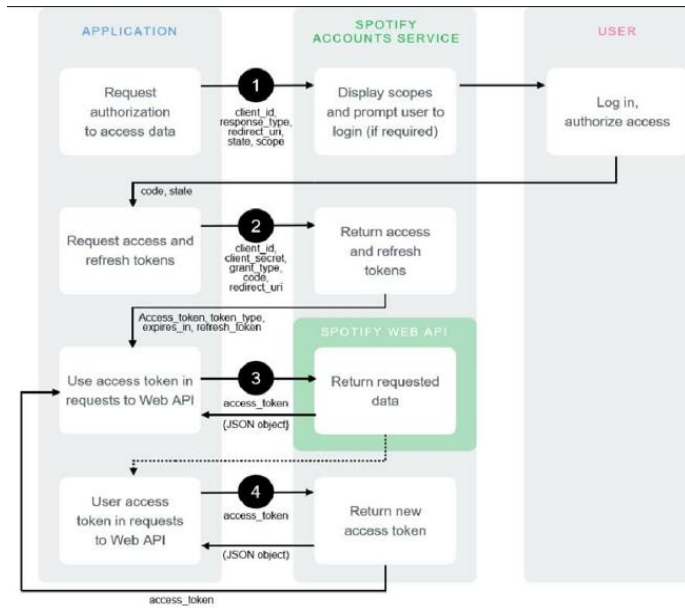 APPLICATION
SPOTIFY
ACCOUNTS SERVICE
USER
Request
authorization
to access data
1
client_id,
response_type,
redirect_uri,
state, scope
Display scopes
and prompt user to
login (if required)
Log in,
authorize access
code, state
Request access and
refresh tokens
2
client_id,
client_secret,
grant_type,
code,
redirect_uri
Return access
and refresh
tokens
Access_token, token_type,
expires_in, refresh_token
SPOTIFY WEB API
Use access token in
requests to Web API
3
access_token
(JSON object)
Return requested
data
User access
token in requests
to Web API
4
access_token
(JSON object)
Return new
access token
access_token